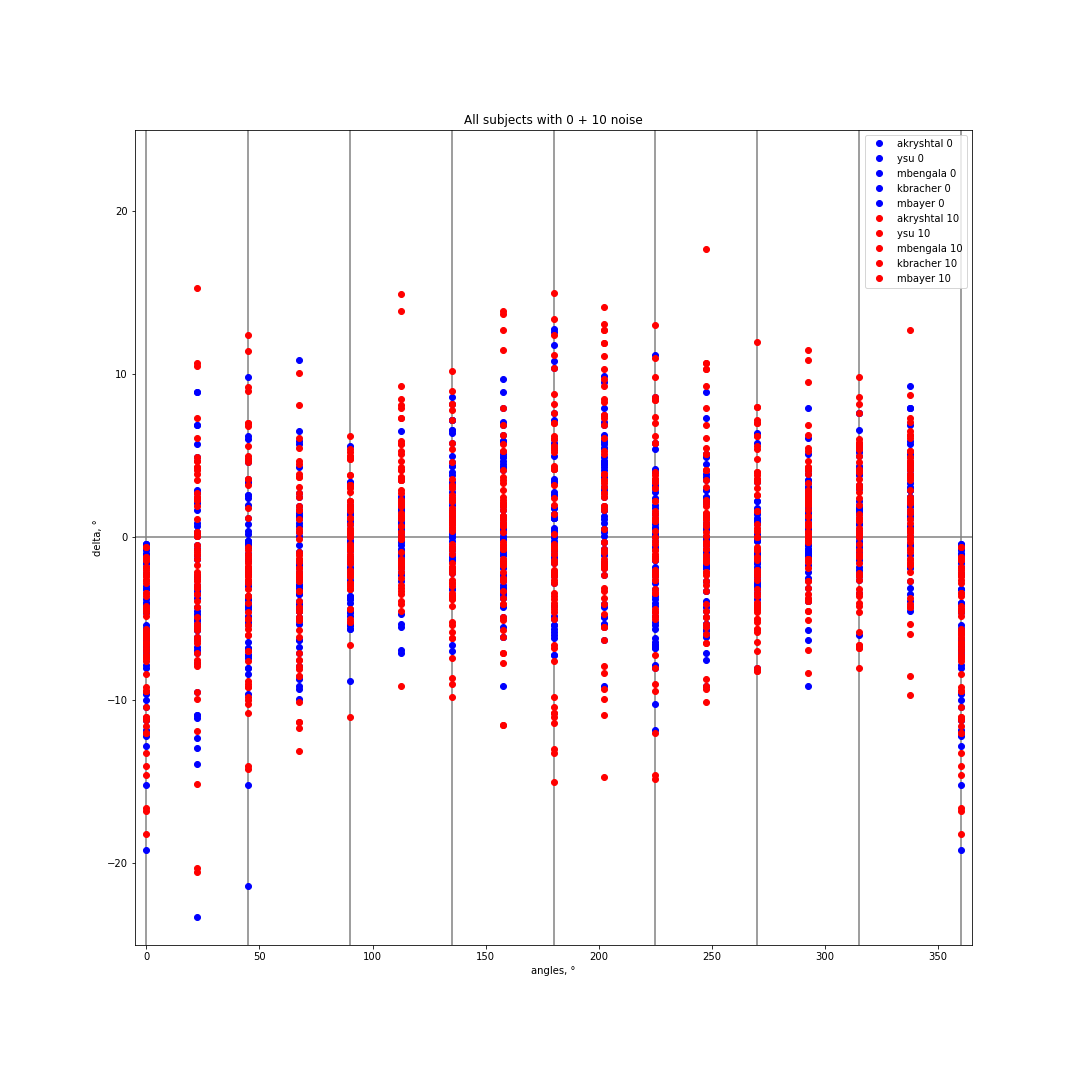 All subjects with 0 + 10 noise
akryshtal 0
ysu 0
mbengala 0
kbracher 0
mbayer 0
akryshtal 10
ysu 10
mbengala 10
kbracher 10
mbayer 10
20
10
0
−10
−20
delta, °
0 50 100 150 200 250 300 350
angles, °